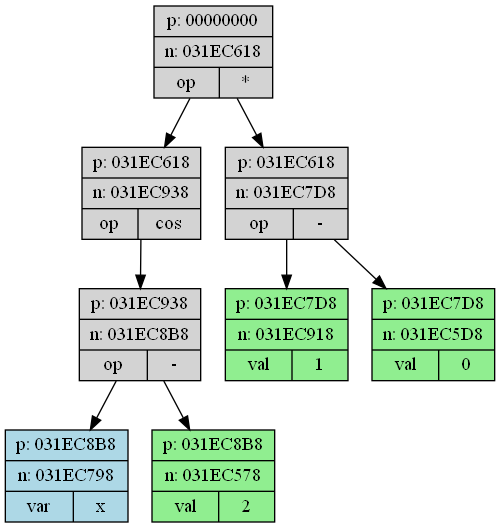 p: 00000000
n: 031EC618
op *
p: 031EC618
n: 031EC938
op cos
p: 031EC618
n: 031EC7D8
op -
p: 031EC938
n: 031EC8B8
op -
p: 031EC7D8
n: 031EC918
val 1
p: 031EC7D8
n: 031EC5D8
val 0
p: 031EC8B8
n: 031EC798
var x
p: 031EC8B8
n: 031EC578
val 2